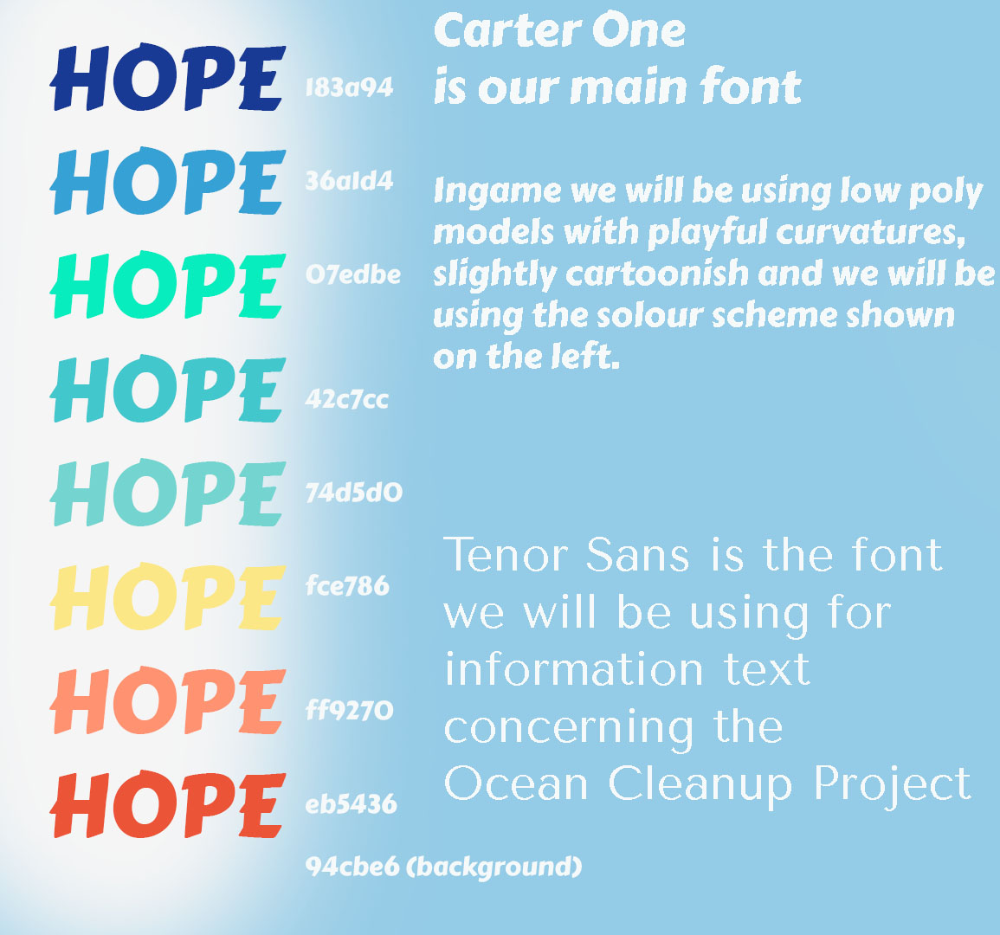 HOPE 183a94
HOPE 36a1d4
HOPE 07edbe
HOPE 42c7cc
HOPE 74d5d0
HOPE fce786
HOPE ff9270
HOPE eb5436
94cbe6 (background)
Carter One
is our main font
Ingame we will be using low poly
models with playful curvatures,
slightly cartoonish and we will be
using the solour scheme shown
on the left.
Tenor Sans is the font
we will be using for
information text
concerning the
Ocean Cleanup Project